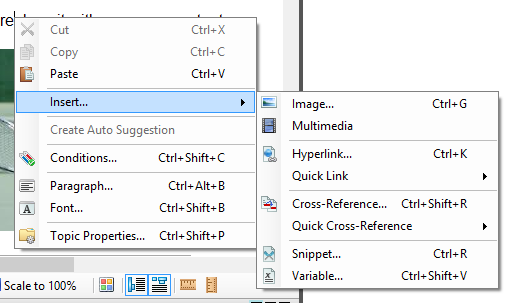 Cut Ctrl+X
Copy Ctrl+C
Paste Ctrl+V
Insert...
Create Auto Suggestion
Conditions... Ctrl+Shift+C
Paragraph... Ctrl+Alt+B
Font... Ctrl+Shift+B
Topic Properties... Ctrl+Shift+P
Image... Ctrl+G
Multimedia
Hyperlink... Ctrl+K
Quick Link
Cross-Reference... Ctrl+Shift+R
Quick Cross-Reference
Snippet... Ctrl+R
Variable... Ctrl+Shift+V
Scale to 100%